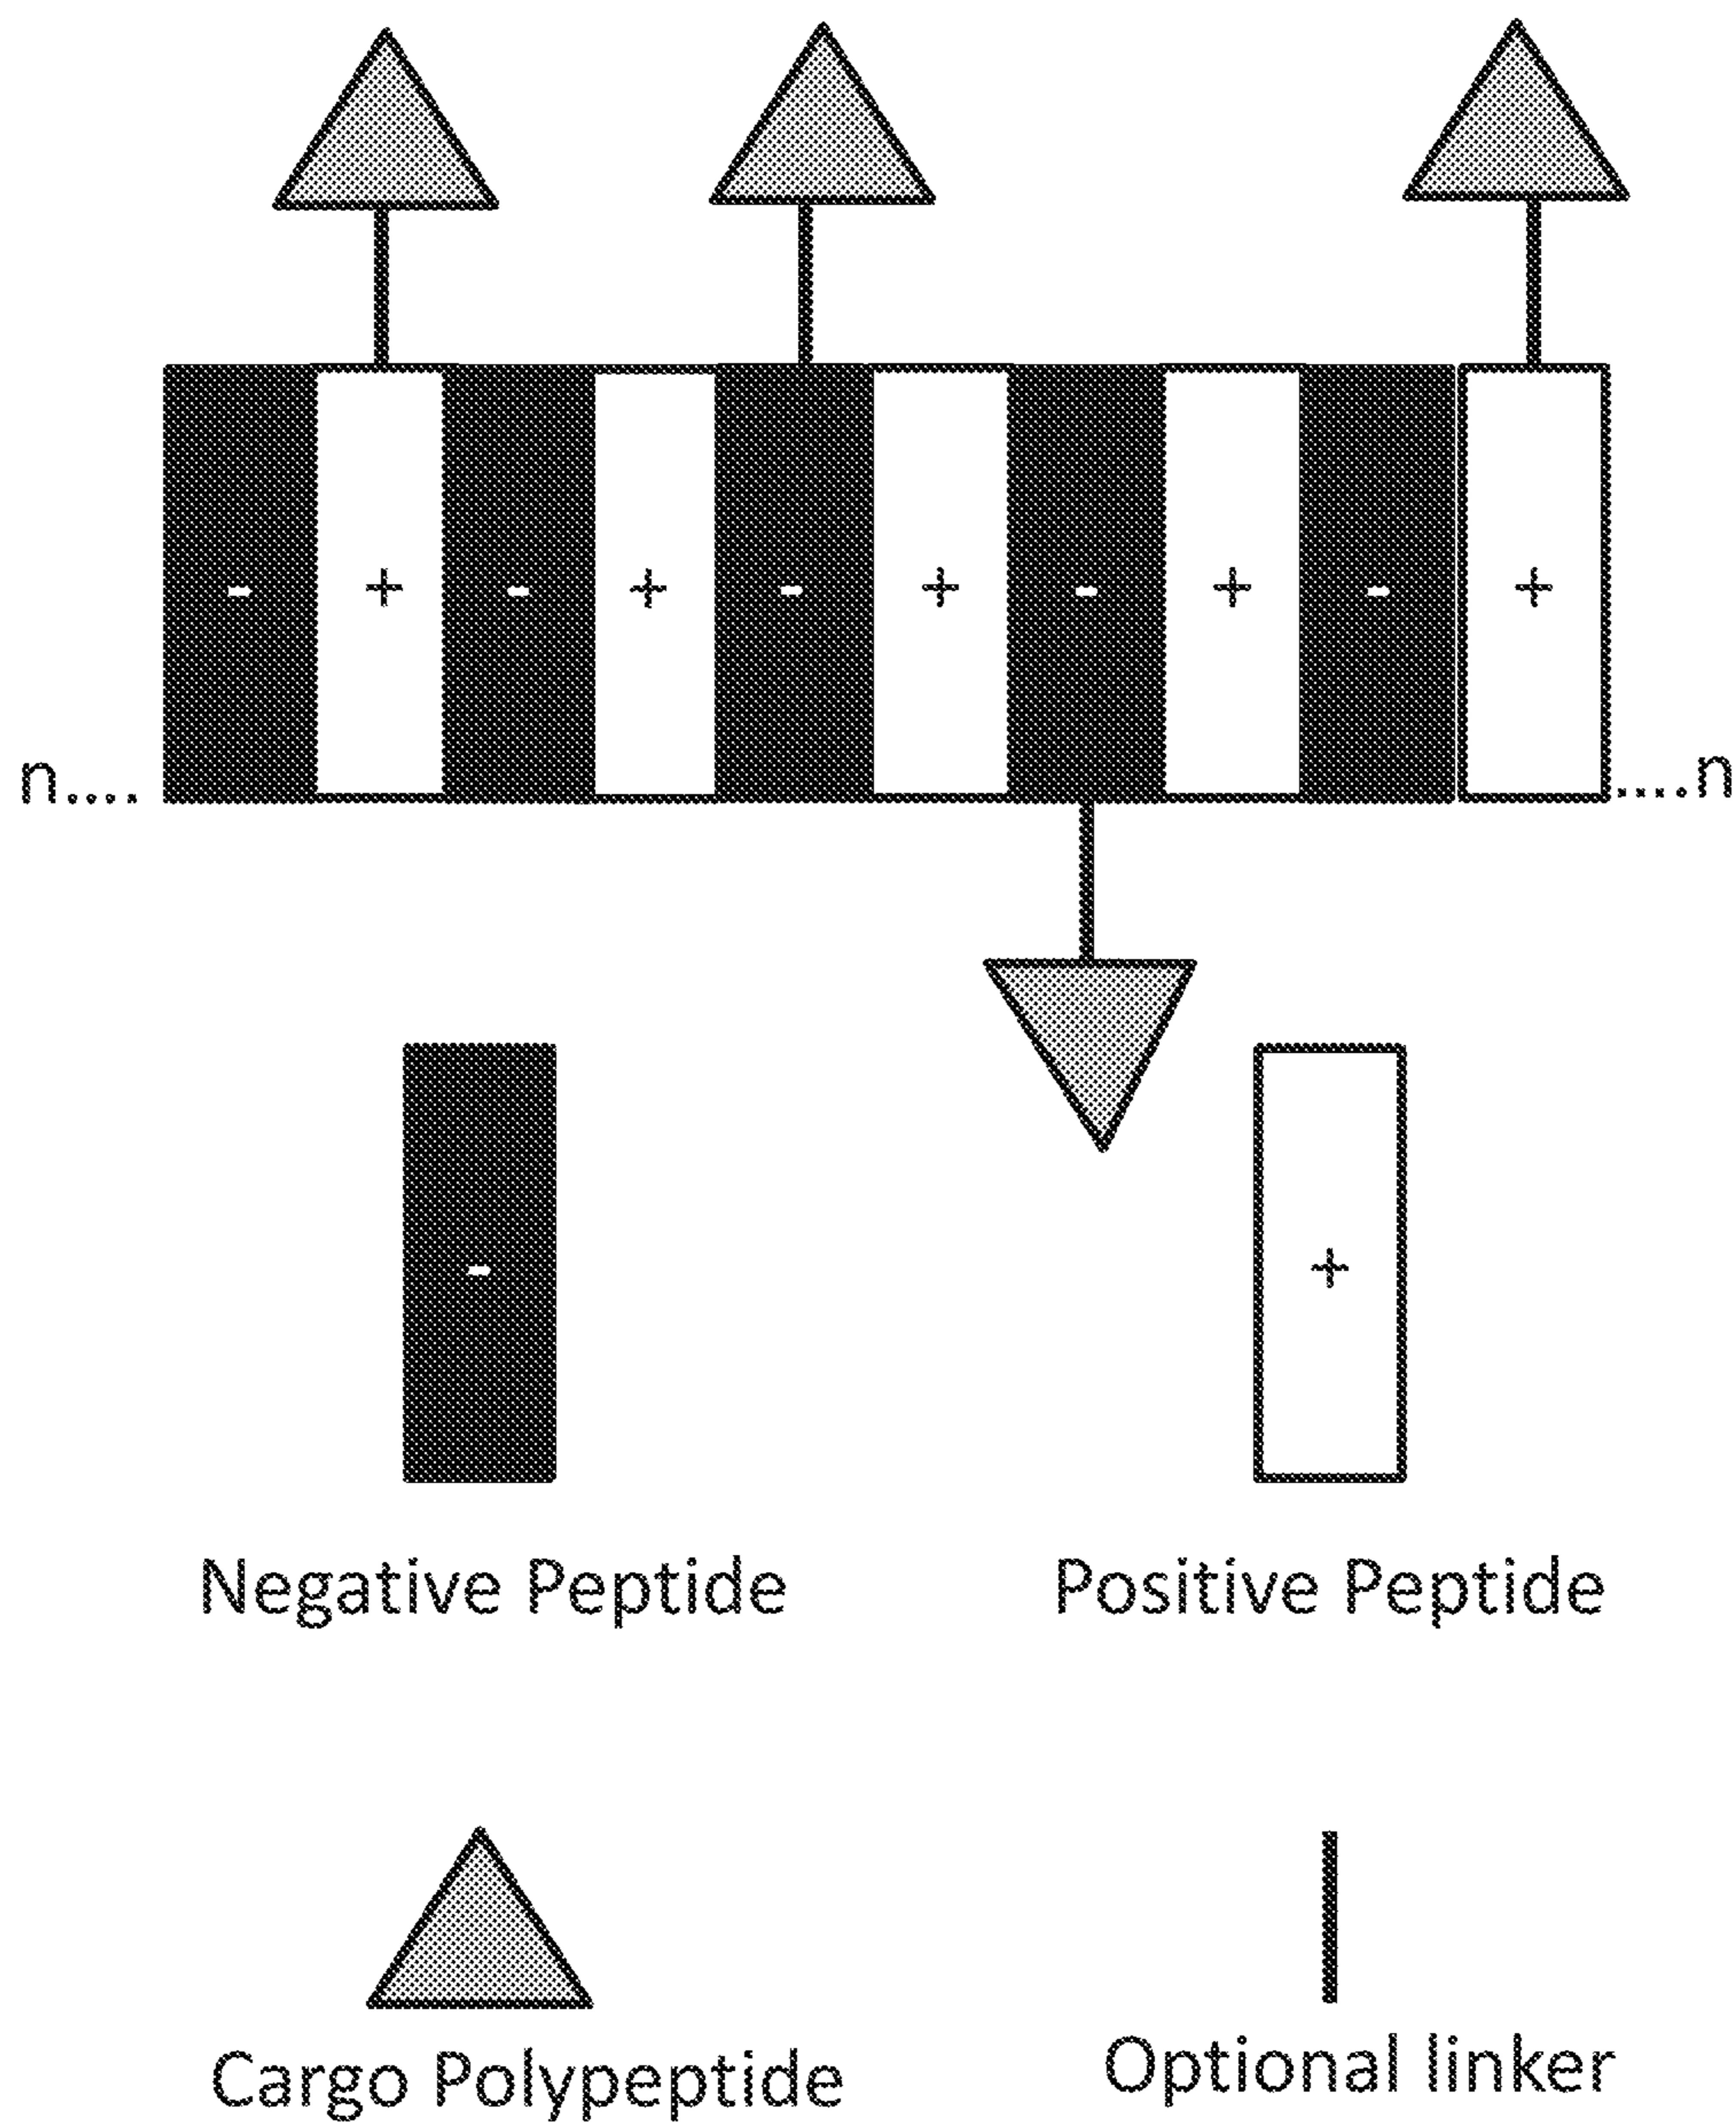 - + - + - + - + - +
n.... ....n
- +
Negative Peptide Positive Peptide
Cargo Polypeptide Optional linker